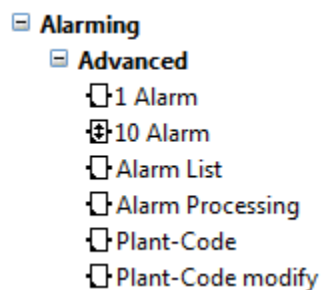 Alarming
Advanced
1 Alarm
10 Alarm
Alarm List
Alarm Processing
Plant-Code
Plant-Code modify